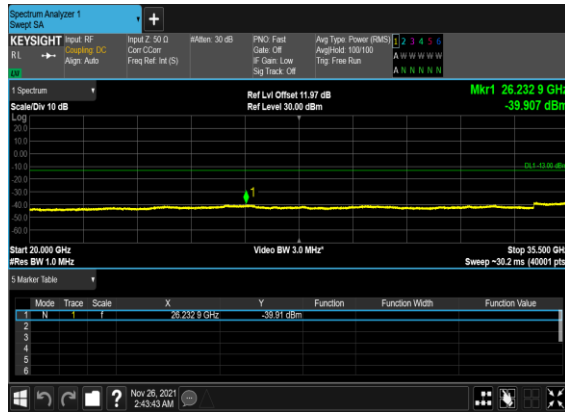 Spectrum Analyzer 1
Swept SA
+
KEYSIGHT Input: RF Input Z: 50 Ω #Atten: 30 dB PNO: Fast Avg Type: Power (RMS) 1 2 3 4 5 6
RL Coupling: DC Corr CCorr Gate: Off Avg|Hold: 100/100 A W W W W W
Align: Auto Freq Ref: Int (S) IF Gain: Low Trig: Free Run
Sig Track: Off A N N N N N
1 Spectrum Ref Lvl Offset 11.97 dB Mkr1 26.232 9 GHz
Scale/Div 10 dB Ref Level 30.00 dBm -39.907 dBm
Log
20.0
10.0
0.00
-10.0 DL1 -13.00 dBm
-20.0
-30.0 1
-40.0
-50.0
-60.0
Start 20.000 GHz Video BW 3.0 MHz* Stop 35.500 GHz
#Res BW 1.0 MHz Sweep ~30.2 ms (40001 pts)
5 Marker Table
Mode Trace Scale X Y Function Function Width Function Value
1 N 1 f 26.232 9 GHz -39.91 dBm
2
3
4
5
6
? Nov 26, 2021
2:43:43 AM